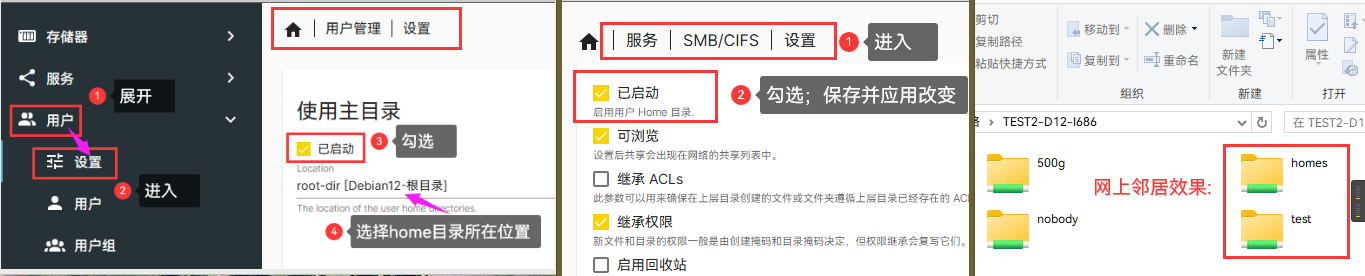 存储器
服务
1 展开
用户
设置
2 进入
用户
用户组
用户管理 设置
使用主目录
已启动
3 勾选
Location
root-dir [Debian12-根目录]
The location of the user home directories.
4 选择home目录所在位置
服务 SMB/CIFS 设置
1 进入
已启动
启用用户 Home 目录.
2 勾选；保存并应用改变
可浏览
设置后共享会出现在网络的共享列表中。
继承 ACLs
此参数可以用来确保在上层目录创建的文件或文件夹遵循上层目录已经存在的 ACL
继承权限
新文件和目录的权限一般是由创建掩码和目录掩码决定，但权限继承会复写它们。
启用回收站
剪切
复制路径
粘贴快捷方式
移动到
复制到
删除
重命名
组织
新建
文件夹
新建
属性
打开
TEST2-D12-I686
在 TEST2-D12
500g
nobody
网上邻居效果:
homes
test